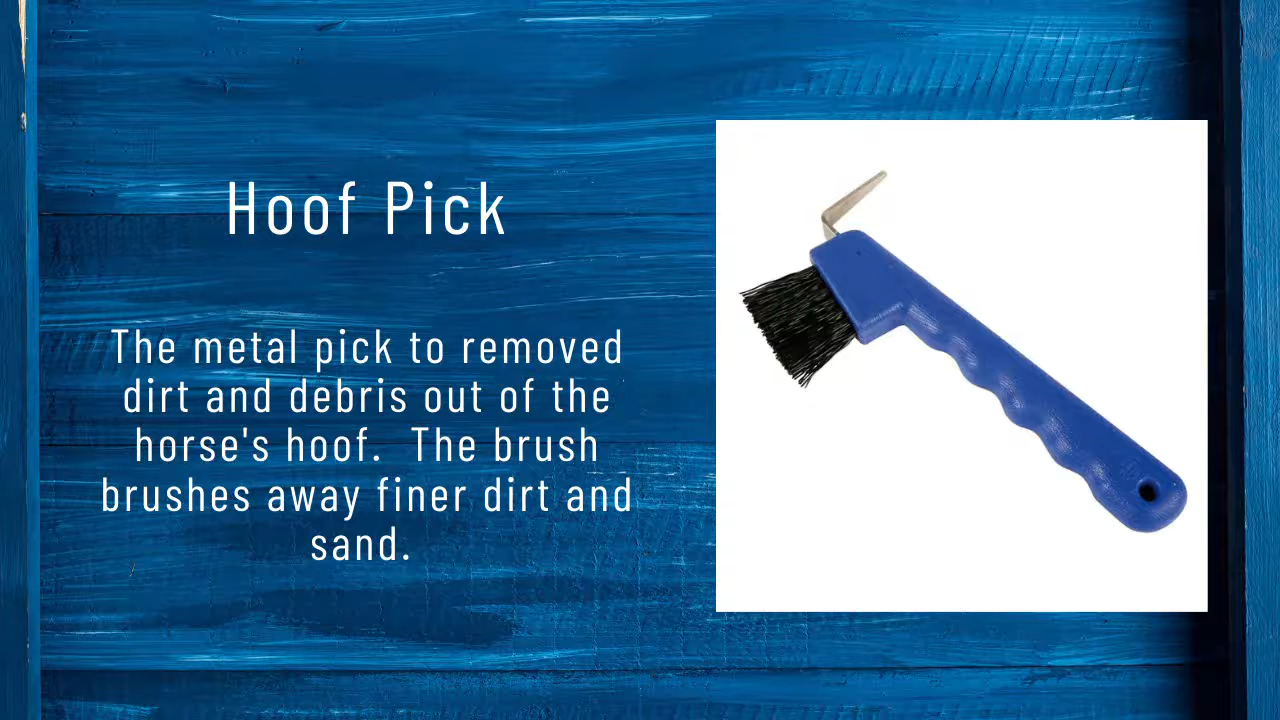 Hoof Pick
The metal pick to removed
dirt and debris out of the
horse's hoof.  The brush
brushes away finer dirt and
sand.